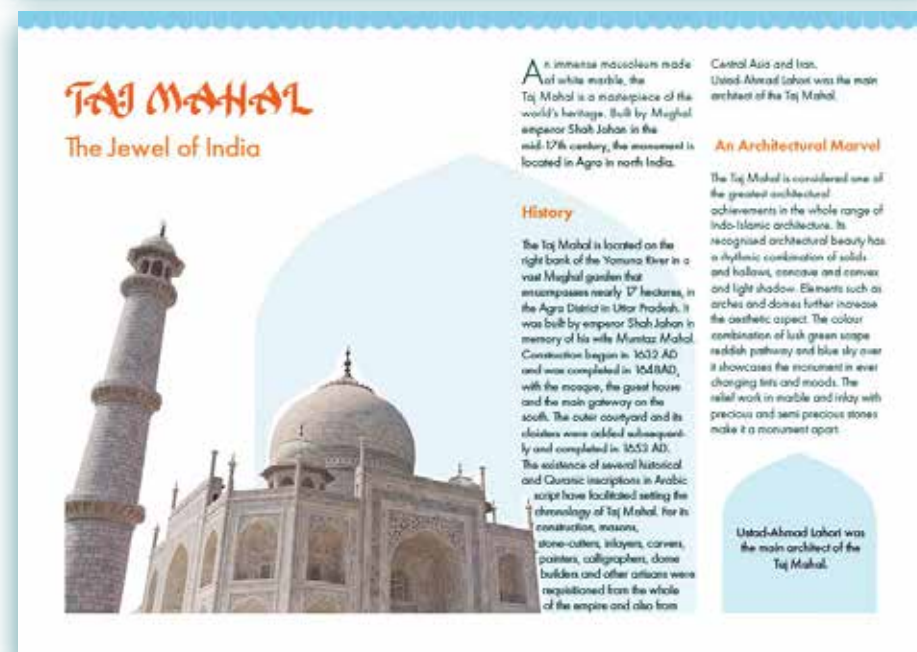 TAJ MAHAL
The Jewel of India
An immense mausoleum made
of white marble, the
Taj Mahal is a masterpiece of the
world's heritage. Built by Mughal
emperor Shah Jahan in the
mid-17th century, the monument is
located in Agra in north India.
History
The Taj Mahal is located on the
right bank of the Yamuna River in a
vast Mughal garden that
encompasses nearly 17 hectares, in
the Agra District in Uttar Pradesh. It
was built by emperor Shah Jahan in
memory of his wife Mumtaz Mahal.
Construction began in 1632 AD
and was completed in 1648AD,
with the mosque, the guest house
and the main gateway on the
south. The outer courtyard and its
cloisters were added subsequent-
ly and completed in 1653 AD.
The existence of several historical
and Quranic inscriptions in Arabic
script have facilitated setting the
chronology of Taj Mahal. For its
construction, masons,
stone-cutters, inlayers, carvers,
painters, calligraphers, dome
builders and other artisans were
requisitioned from the whole
of the empire and also from
Central Asia and Iran.
Ustad-Ahmad Lahori was the main
architect of the Taj Mahal.
An Architectural Marvel
The Taj Mahal is considered one of
the greatest architectural
achievements in the whole range of
Indo-Islamic architecture. Its
recognised architectural beauty has
a rhythmic combination of solids
and hollows, concave and convex
and light shadow. Elements such as
arches and domes further increase
the aesthetic aspect. The colour
combination of lush green scape
reddish pathway and blue sky over
it showcases the monument in ever
changing tints and moods. The
relief work in marble and inlay with
precious and semi precious stones
make it a monument apart.
Ustad-Ahmad Lahori was
the main architect of the
Taj Mahal.